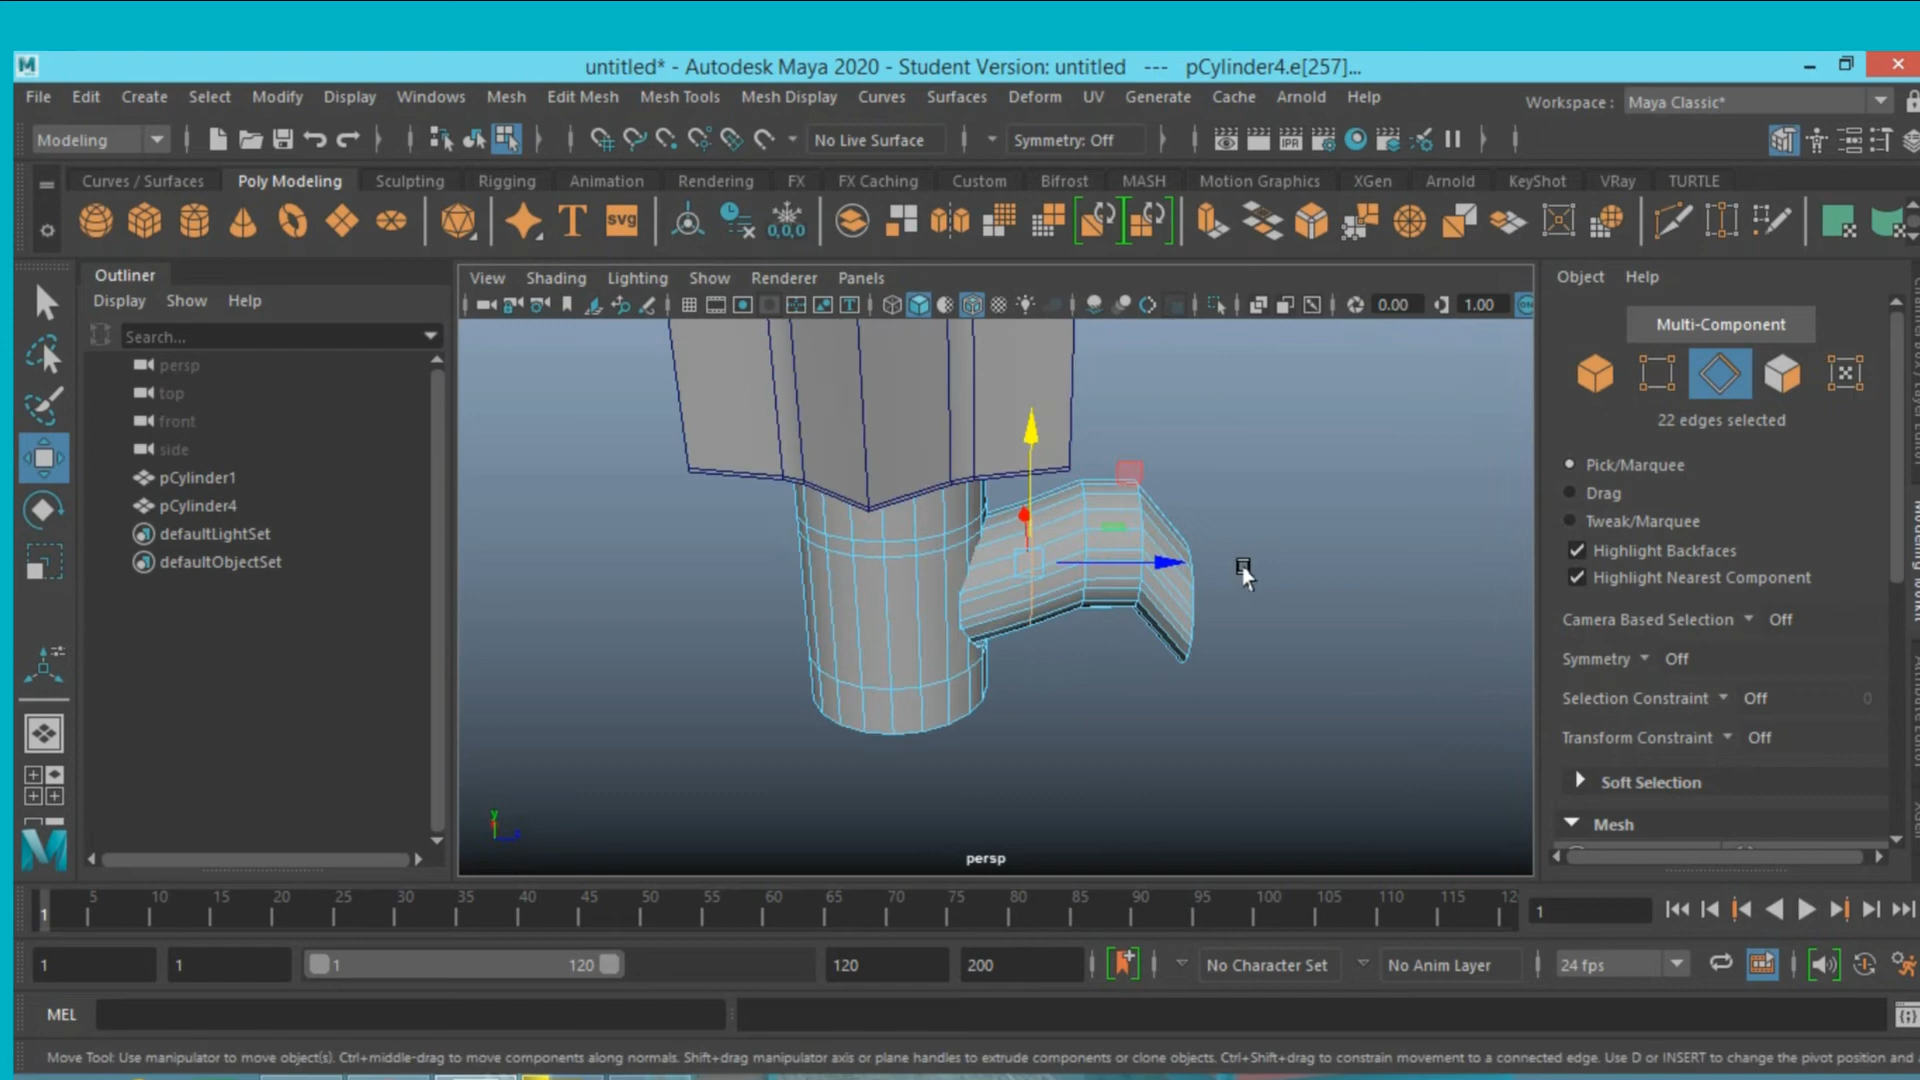 untitled* - Autodesk Maya 2020 - Student Version: untitled --- pCylinder4.e[257]...
File Edit Create Select Modify Display Windows Mesh Edit Mesh Mesh Tools Mesh Display Curves Surfaces Deform UV Generate Cache Arnold Help
Workspace : Maya Classic*
Modeling No Live Surface Symmetry: Off
IPR
Curves / Surfaces Poly Modeling Sculpting Rigging Animation Rendering FX FX Caching Custom Bifrost MASH Motion Graphics XGen Arnold KeyShot VRay TURTLE
T svg 0,0,0
Outliner
Display Show Help
Search...
persp
top
front
side
pCylinder1
pCylinder4
defaultLightSet
defaultObjectSet
View Shading Lighting Show Renderer Panels
0.00 1.00
y
persp
Object Help
Multi-Component
22 edges selected
Pick/Marquee
Drag
Tweak/Marquee
Highlight Backfaces
Highlight Nearest Component
Camera Based Selection Off
Symmetry Off
Selection Constraint Off 0
Transform Constraint Off
Soft Selection
Mesh
1 5 10 15 20 25 30 35 40 45 50 55 60 65 70 75 80 85 90 95 100 105 110 115 12
1
1 1 1 120 120 200 No Character Set No Anim Layer 24 fps
MEL
Move Tool: Use manipulator to move object(s). Ctrl+middle-drag to move components along normals. Shift+drag manipulator axis or plane handles to extrude components or clone objects. Ctrl+Shift+drag to constrain movement to a connected edge. Use D or INSERT to change the pivot position and